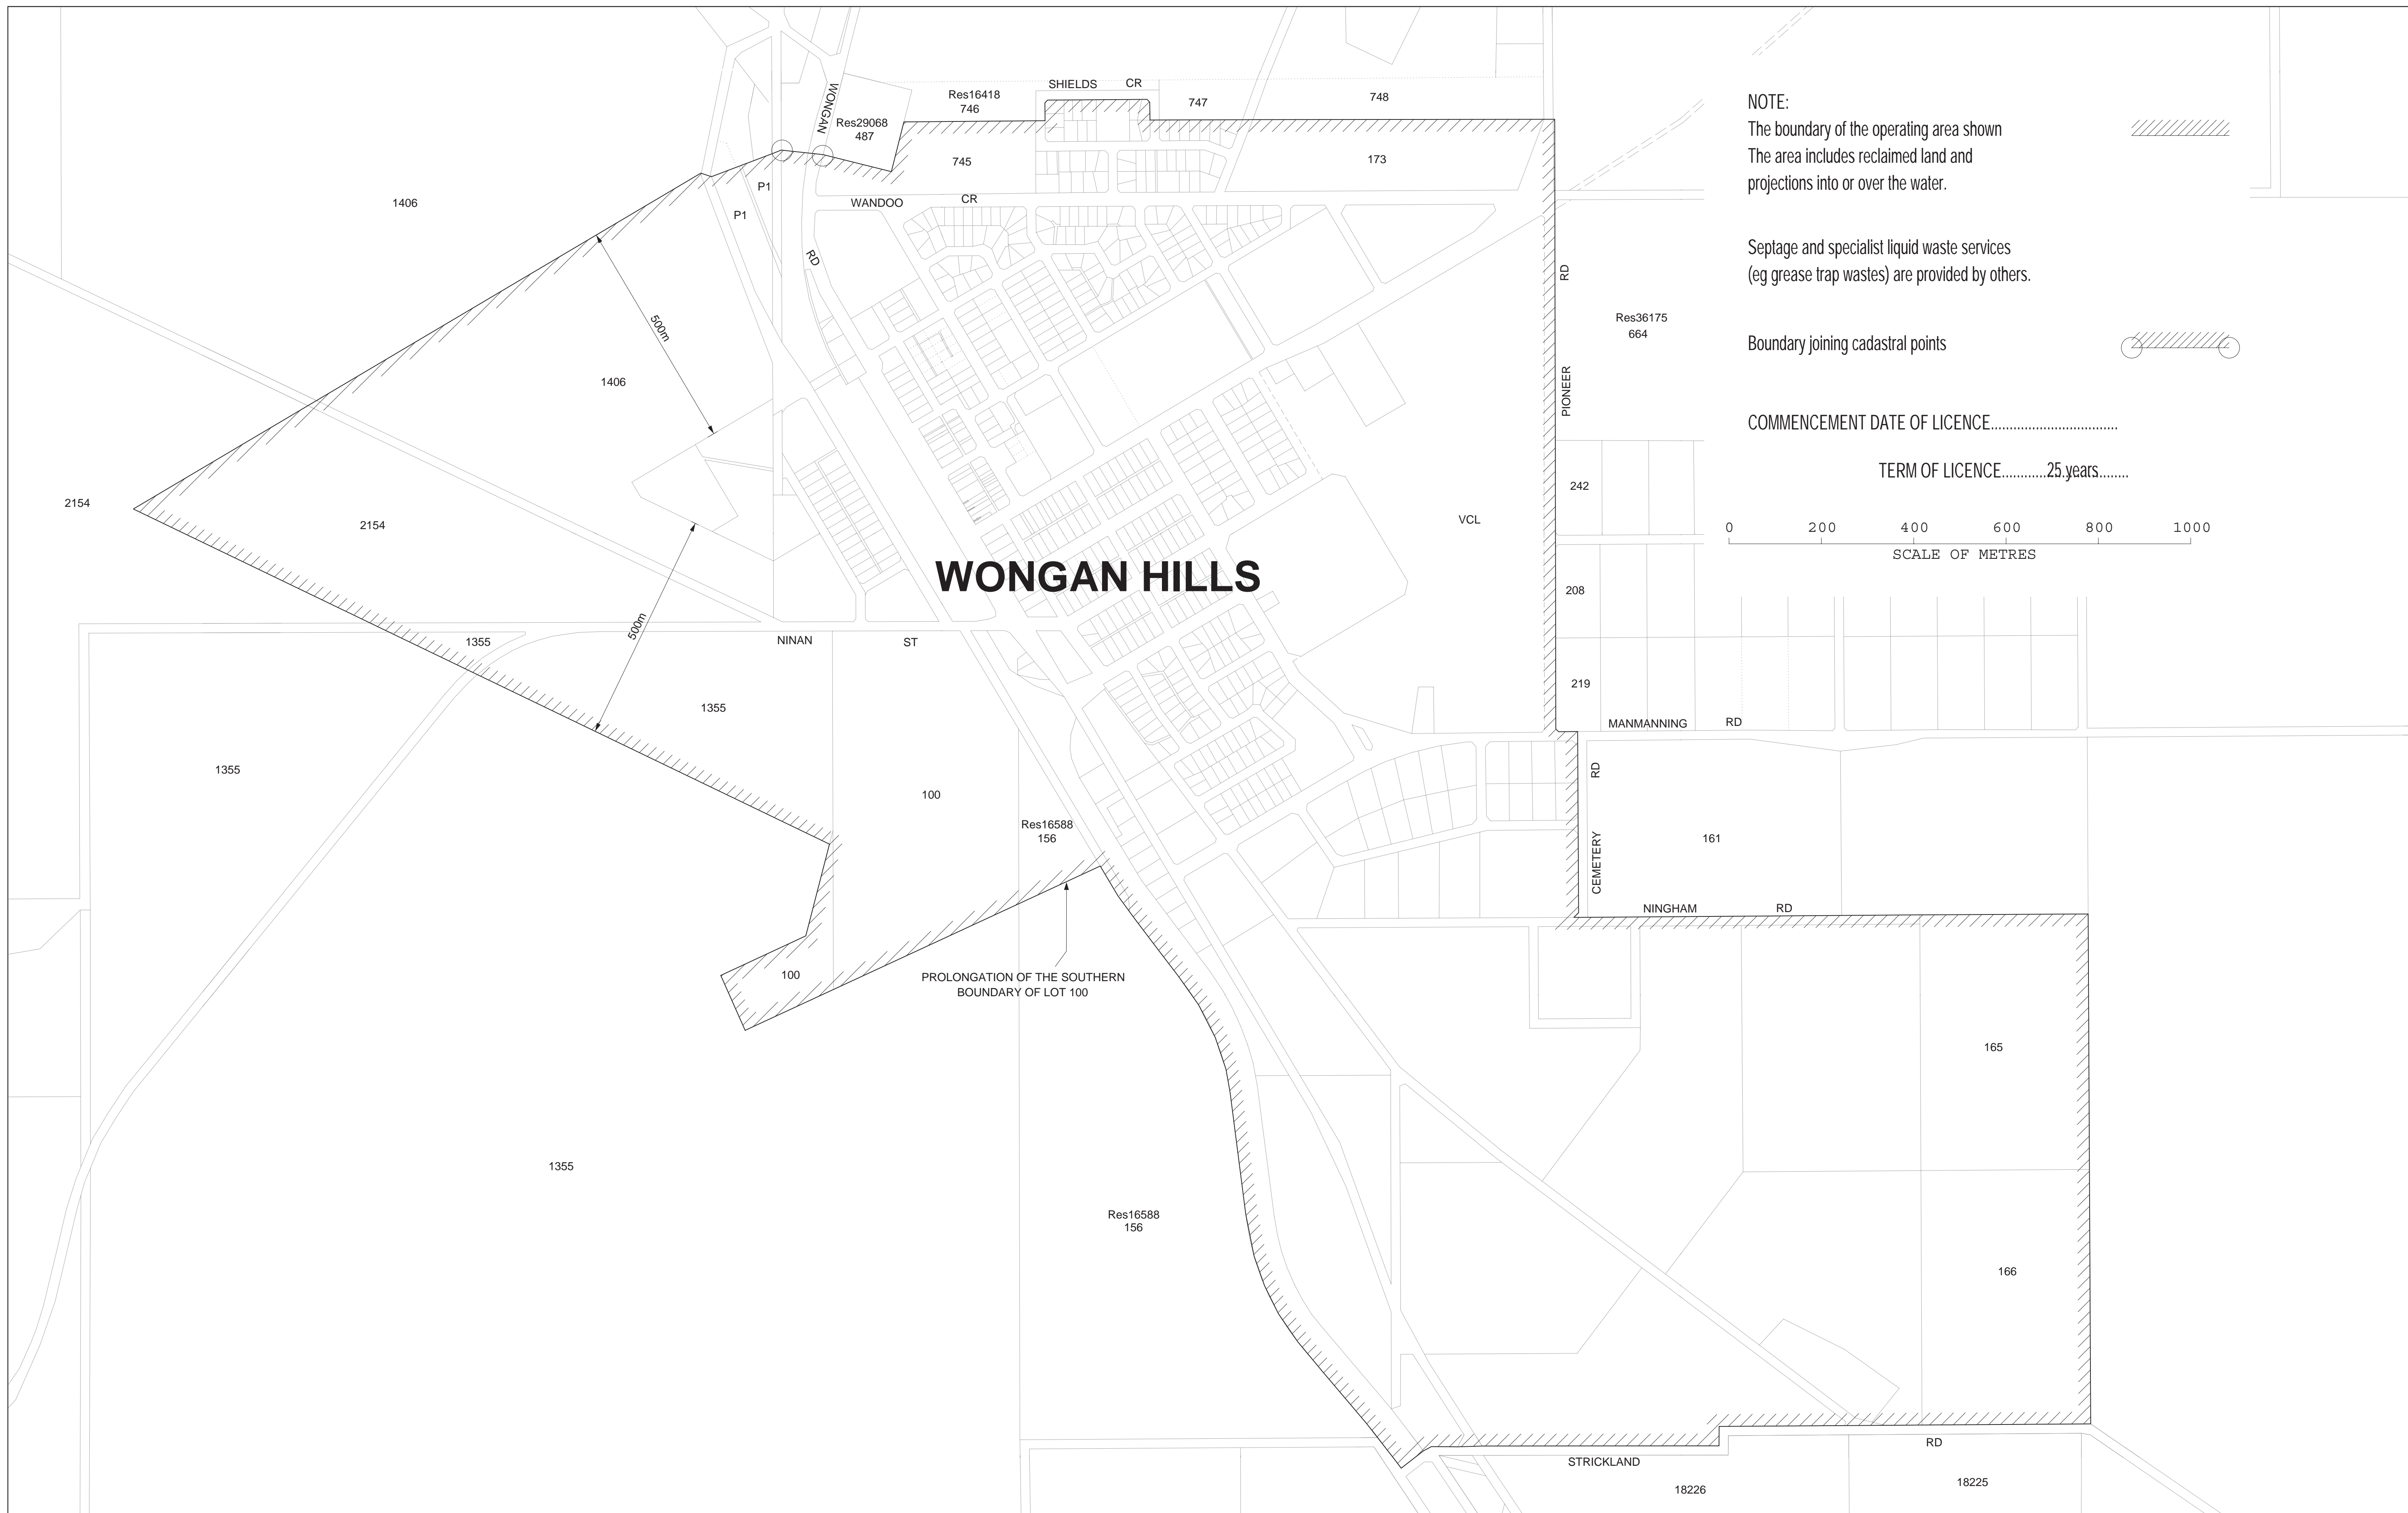 SHIELDS CR
Res16418
746
747
748
WONGAN
RD
Res29068
487
745
173
1406
P1
P1
WANDOO CR
NOTE:
The boundary of the operating area shown
The area includes reclaimed land and
projections into or over the water.
Septage and specialist liquid waste services
(eg grease trap wastes) are provided by others.
Boundary joining cadastral points
COMMENCEMENT DATE OF LICENCE..................................
TERM OF LICENCE............25.years........
0 200 400 600 800 1000
SCALE OF METRES
RD
PIONEER
Res36175
664
500m
1406
242
2154
2154
VCL
WONGAN HILLS
208
500m
1355
NINAN ST
219
1355
MANMANNING RD
1355
RD
CEMETERY
100
Res16588
156
161
NINGHAM RD
100
PROLONGATION OF THE SOUTHERN
BOUNDARY OF LOT 100
165
1355
Res16588
156
166
STRICKLAND RD
18226
18225